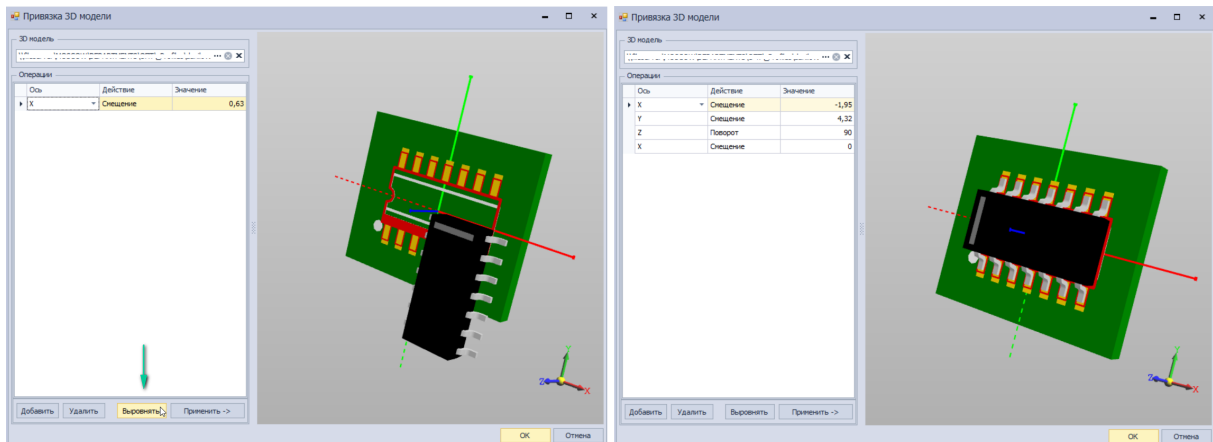 Привязка 3D модели
3D модель
Операции
Ось Действие Значение
X Смещение 0,63
Y
Z
X
Добавить Удалить Выровнять Применить ->
OK Отмена
Привязка 3D модели
3D модель
Операции
Ось Действие Значение
X Смещение -1,95
Y Смещение 4,32
Z Поворот 90
X Смещение 0
Y
Z
X
Добавить Удалить Выровнять Применить ->
OK Отмена